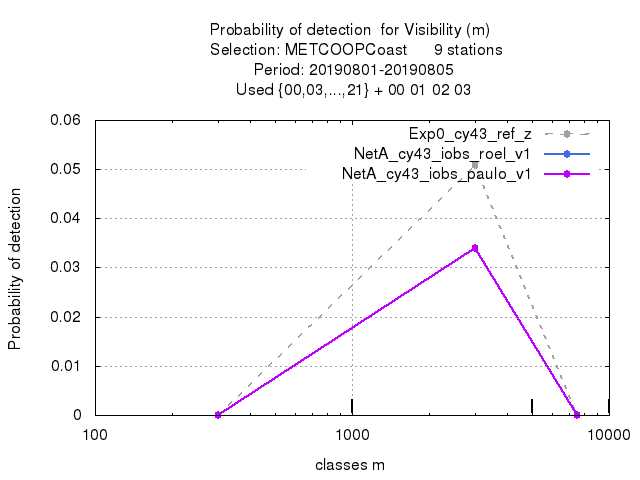 Probability of detection  for Visibility (m)
Selection: METCOOPCoast      9 stations
Period: 20190801-20190805
Used {00,03,...,21} + 00 01 02 03
Exp0_cy43_ref_z
NetA_cy43_iobs_roel_v1
NetA_cy43_iobs_paulo_v1
Probability of detection
0.06
0.05
0.04
0.03
0.02
0.01
0
100
1000
10000
classes m